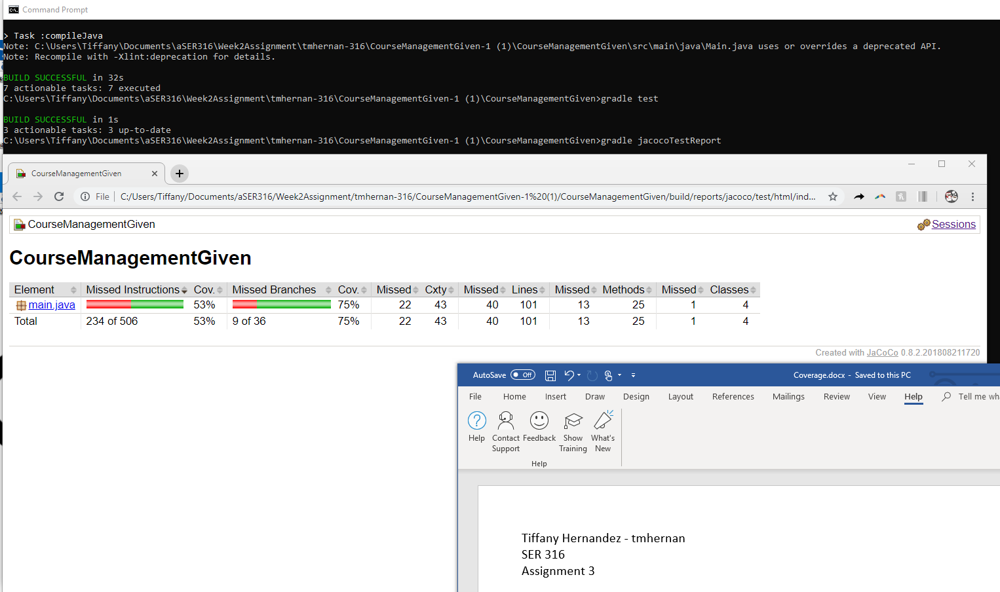 Command Prompt
> Task :compileJava
Note: C:\Users\Tiffany\Documents\aSER316\Week2Assignment\tmhernan-316\CourseManagementGiven-1 (1)\CourseManagementGiven\src\main\java\Main.java uses or overrides a deprecated API.
Note: Recompile with -Xlint:deprecation for details.
BUILD SUCCESSFUL in 32s
7 actionable tasks: 7 executed
C:\Users\Tiffany\Documents\aSER316\Week2Assignment\tmhernan-316\CourseManagementGiven-1 (1)\CourseManagementGiven>gradle test
BUILD SUCCESSFUL in 1s
3 actionable tasks: 3 up-to-date
C:\Users\Tiffany\Documents\aSER316\Week2Assignment\tmhernan-316\CourseManagementGiven-1 (1)\CourseManagementGiven>gradle jacocoTestReport
CourseManagementGiven
File C:/Users/Tiffany/Documents/aSER316/Week2Assignment/tmhernan-316/CourseManagementGiven-1%20(1)/CourseManagementGiven/build/reports/jacoco/test/html/ind...
CourseManagementGiven Sessions
CourseManagementGiven
Element Missed Instructions Cov. Missed Branches Cov. Missed Cxty Missed Lines Missed Methods Missed Classes
main.java 53% 75% 22 43 40 101 13 25 1 4
Total 234 of 506 53% 9 of 36 75% 22 43 40 101 13 25 1 4
Created with JaCoCo 0.8.2.201808211720
AutoSave Off Coverage.docx - Saved to this PC
File Home Insert Draw Design Layout References Mailings Review View Help Tell me wh
Help Contact Support Feedback Show Training What's New
Help
Tiffany Hernandez - tmhernan
SER 316
Assignment 3